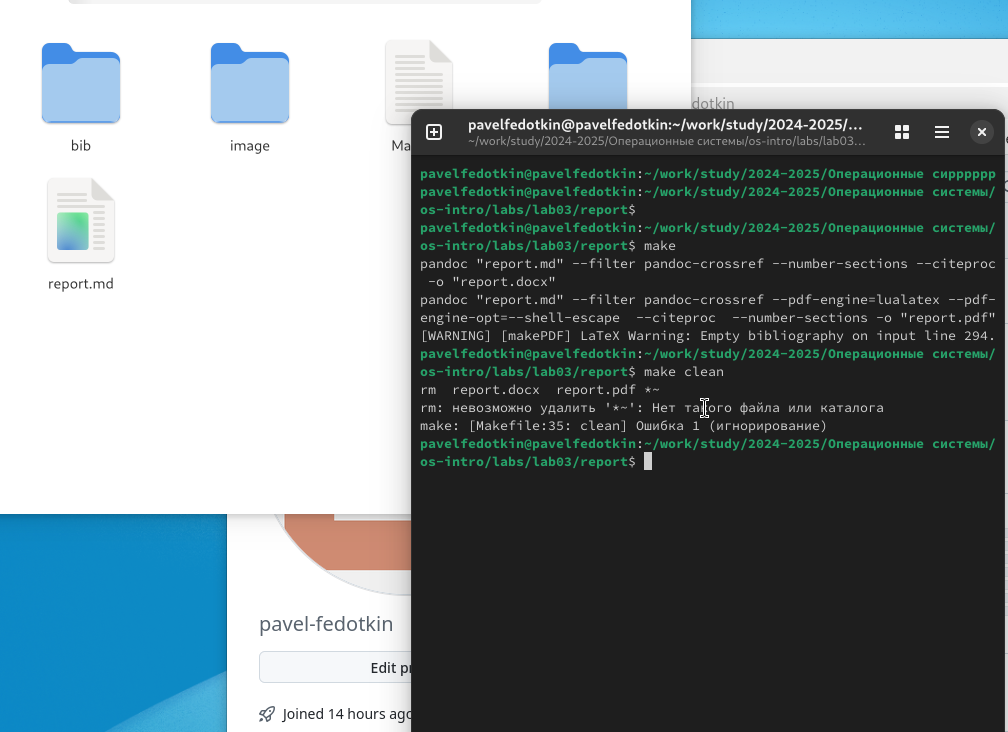 bib
image
Ma
report.md
dotkin
pavelfedotkin@pavelfedotkin:~/work/study/2024-2025/...
~/work/study/2024-2025/Операционные системы/os-intro/labs/lab03...
pavelfedotkin@pavelfedotkin:~/work/study/2024-2025/Операционные сирррррр
pavelfedotkin@pavelfedotkin:~/work/study/2024-2025/Операционные системы/
os-intro/labs/lab03/report$
pavelfedotkin@pavelfedotkin:~/work/study/2024-2025/Операционные системы/
os-intro/labs/lab03/report$ make
pandoc "report.md" --filter pandoc-crossref --number-sections --citeproc
-o "report.docx"
pandoc "report.md" --filter pandoc-crossref --pdf-engine=lualatex --pdf-
engine-opt=--shell-escape  --citeproc  --number-sections -o "report.pdf"
[WARNING] [makePDF] LaTeX Warning: Empty bibliography on input line 294.
pavelfedotkin@pavelfedotkin:~/work/study/2024-2025/Операционные системы/
os-intro/labs/lab03/report$ make clean
rm  report.docx  report.pdf *~
rm: невозможно удалить '*~': Нет такого файла или каталога
make: [Makefile:35: clean] Ошибка 1 (игнорирование)
pavelfedotkin@pavelfedotkin:~/work/study/2024-2025/Операционные системы/
os-intro/labs/lab03/report$
pavel-fedotkin
Edit pr
Joined 14 hours ago